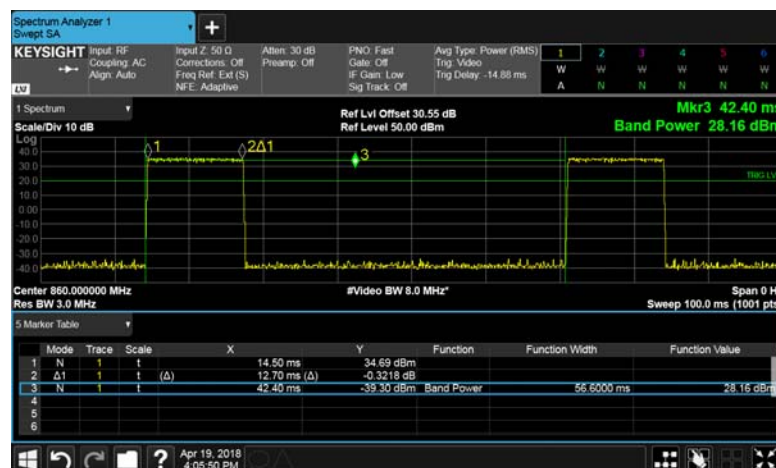 Spectrum Analyzer 1
Swept SA
+
KEYSIGHT Input: RF
Coupling: AC
Align: Auto
LXI
Input Z: 50 Ω
Corrections: Off
Freq Ref: Ext (S)
NFE: Adaptive
Atten: 30 dB
Preamp: Off
PNO: Fast
Gate: Off
IF Gain: Low
Sig Track: Off
Avg Type: Power (RMS)
Trig: Video
Trig Delay: -14.88 ms
1 2 3 4 5 6
W W W W W W
A N N N N N
1 Spectrum
Scale/Div 10 dB
Ref Lvl Offset 30.55 dB
Ref Level 50.00 dBm
Mkr3 42.40 ms
Band Power 28.16 dBm
Log
40.0
30.0
20.0
10.0
0.00
-10.0
-20.0
-30.0
-40.0
1
2Δ1
3
TRIG LV
Center 860.000000 MHz
#Video BW 8.0 MHz*
Span 0 H
Res BW 3.0 MHz
Sweep 100.0 ms (1001 pts
5 Marker Table
Mode Trace Scale X Y Function Function Width Function Value
1 N 1 t 14.50 ms 34.69 dBm
2 Δ1 1 t (Δ) 12.70 ms (Δ) -0.3218 dB
3 N 1 t 42.40 ms -39.30 dBm Band Power 56.6000 ms 28.16 dBm
4
5
6
?
Apr 19, 2018
4:05:50 PM